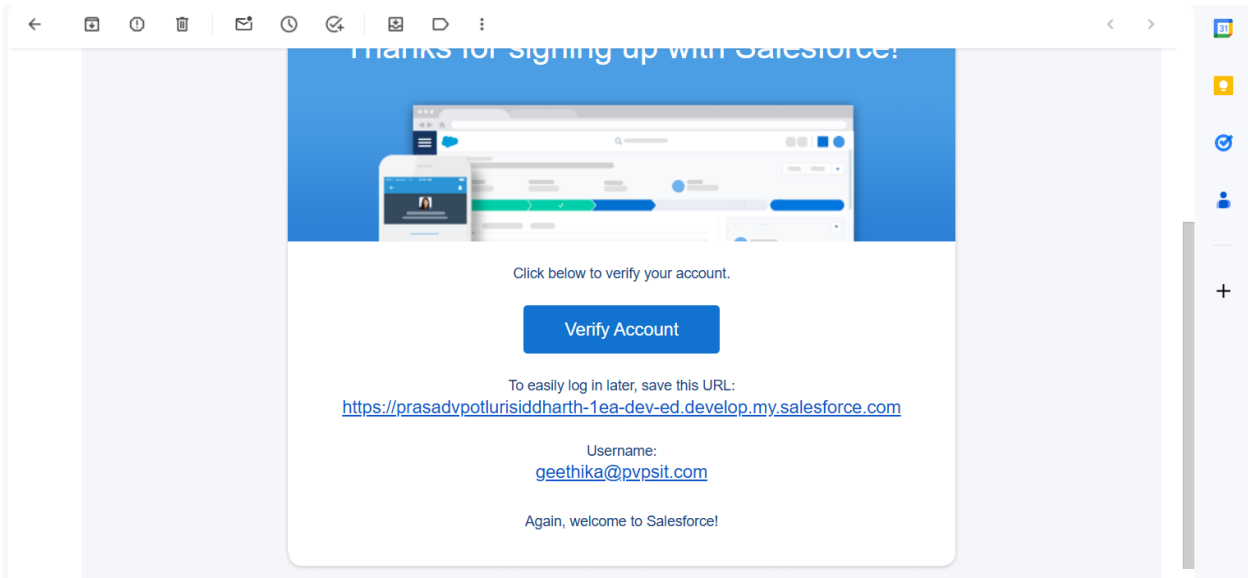 Thanks for signing up with Salesforce!
Click below to verify your account.
Verify Account
To easily log in later, save this URL:
https://prasadvpotlurisiddharth-1ea-dev-ed.develop.my.salesforce.com
Username:
geethika@pvpsit.com
Again, welcome to Salesforce!
31